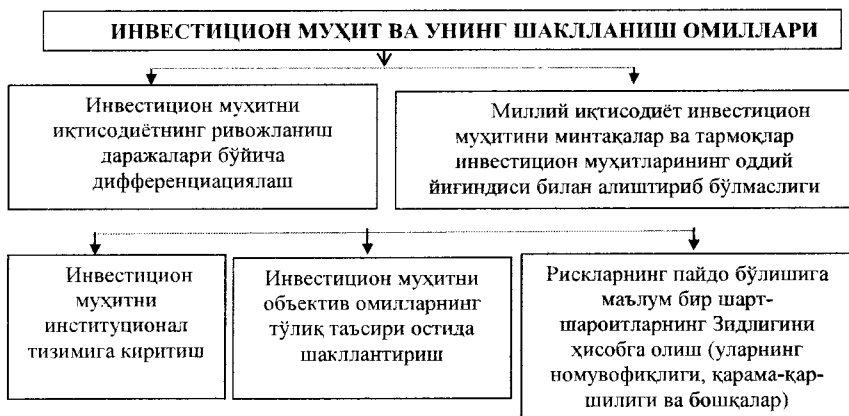 ИНВЕСТИЦИОН МУҲИТ ВА УНИНГ ШАКЛЛАНИШ ОМИЛЛАРИ
Инвестицион муҳитни
иқтисодиётнинг ривожланиш
даражалари бўйича
дифференциациялаш
Миллий иқтисодиёт инвестицион
муҳитини минтақалар ва тармоқлар
инвестицион муҳитларининг оддий
йиғиндиси билан алиштириб бўлмаслиги
Инвестицион
муҳитни
институционал
тизимига киритиш
Инвестицион муҳитни
объектив омилларнинг
тўлиқ таъсири остида
шакллантириш
Рискларнинг пайдо бўлишига
маълум бир шарт-
шароитларнинг Зидлигини
ҳисобга олиш (уларнинг
номувофиқлиги, қарама-қар-
шилиги ва бошқалар)